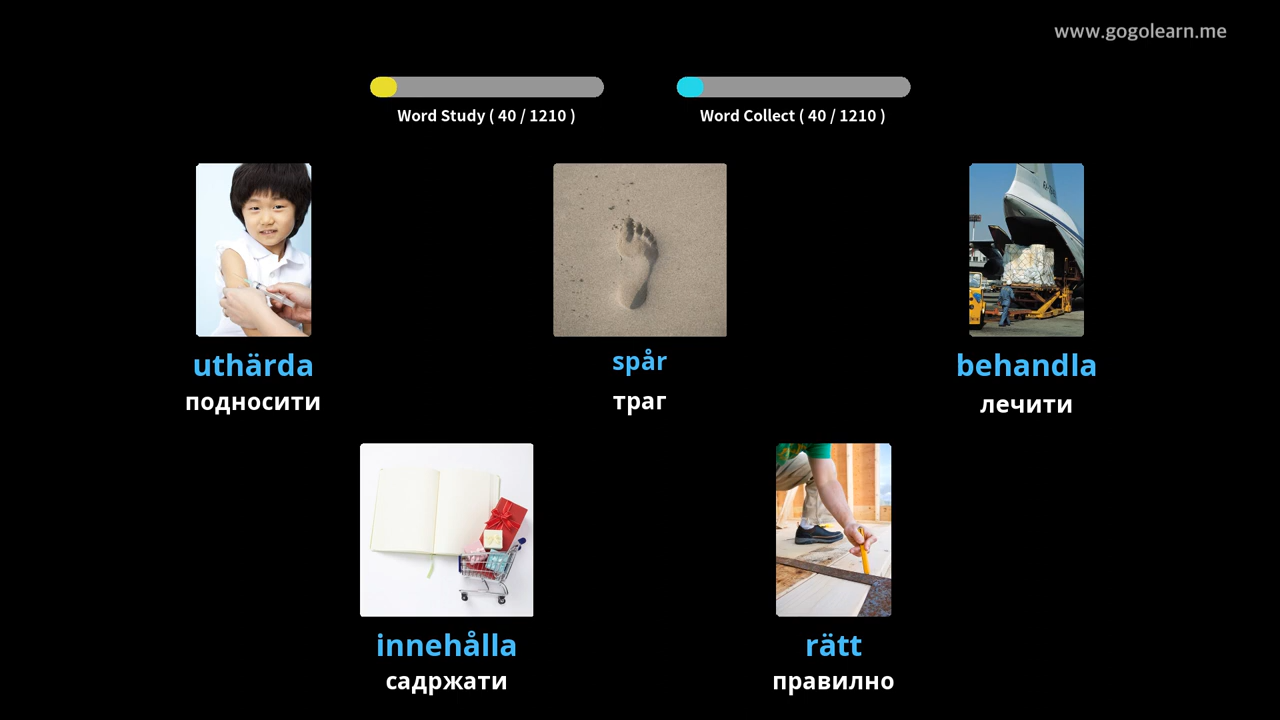 www.gogolearn.me
Word Study ( 40 / 1210 )
Word Collect ( 40 / 1210 )
uthärda
подносити
spår
траг
behandla
лечити
innehålla
садржати
rätt
правилно